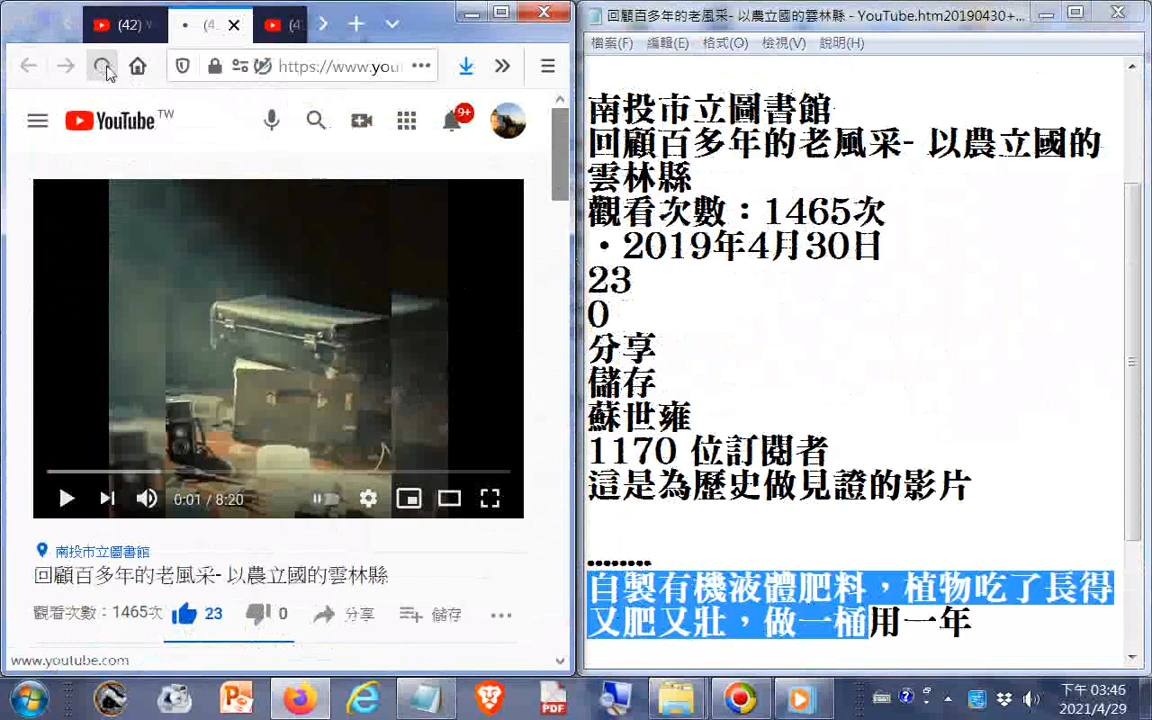 (42)
(4
(4
回顧百多年的老風采- 以農立國的雲林縣 - YouTube.htm20190430+...
檔案(F) 編輯(E) 格式(O) 檢視(V) 說明(H)
https://www.you
YouTube TW
9+
0:01 / 8:20
南投市立圖書館
回顧百多年的老風采- 以農立國的雲林縣
觀看次數：1465次 23 0 分享 儲存
www.youtube.com
南投市立圖書館
回顧百多年的老風采- 以農立國的
雲林縣
觀看次數：1465次
•2019年4月30日
23
0
分享
儲存
蘇世雍
1170 位訂閱者
這是為歷史做見證的影片
........
自製有機液體肥料，植物吃了長得
又肥又壯，做一桶用一年
PDF
下午 03:46
2021/4/29